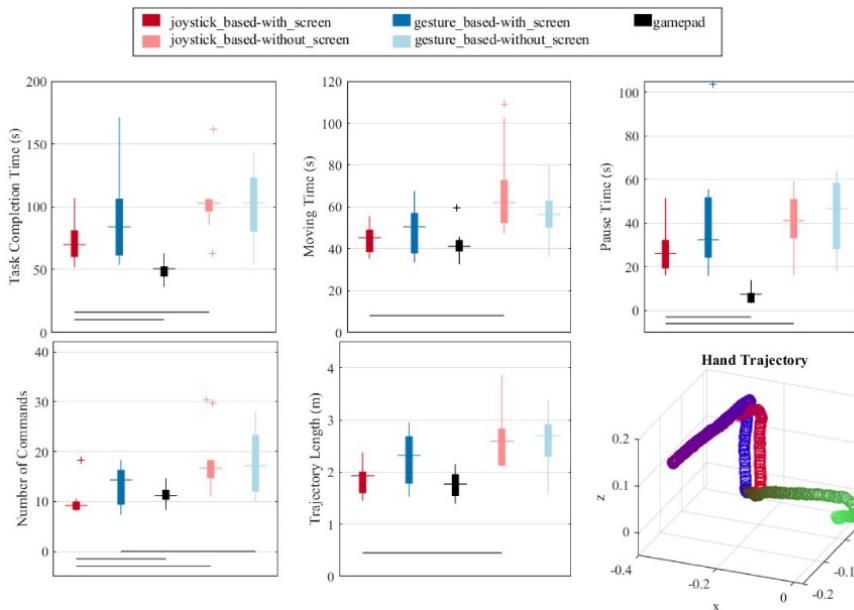 joystick_based-with_screen
gesture_based-with_screen
gamepad
joystick_based-without_screen
gesture_based-without_screen
Task Completion Time (s)
200
150
100
50
0
Moving Time (s)
120
100
80
60
40
20
0
Pause Time (s)
100
80
60
40
20
0
Number of Commands
40
30
20
10
0
Trajectory Length (m)
4
3
2
1
Hand Trajectory
z
0.2
0.1
0
-0.4
-0.2
0
x
-0.2
-0.1